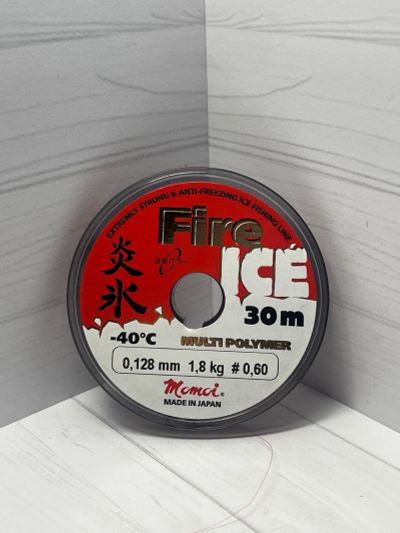 EXTREMLY STRONG & ANTI-FREEZING ICE FISHING LINE
Fire
ICE
炎氷
30m
-40°C
MULTI POLYMER
0,128 mm 1,8 kg # 0,60
Momoi®
MADE IN JAPAN